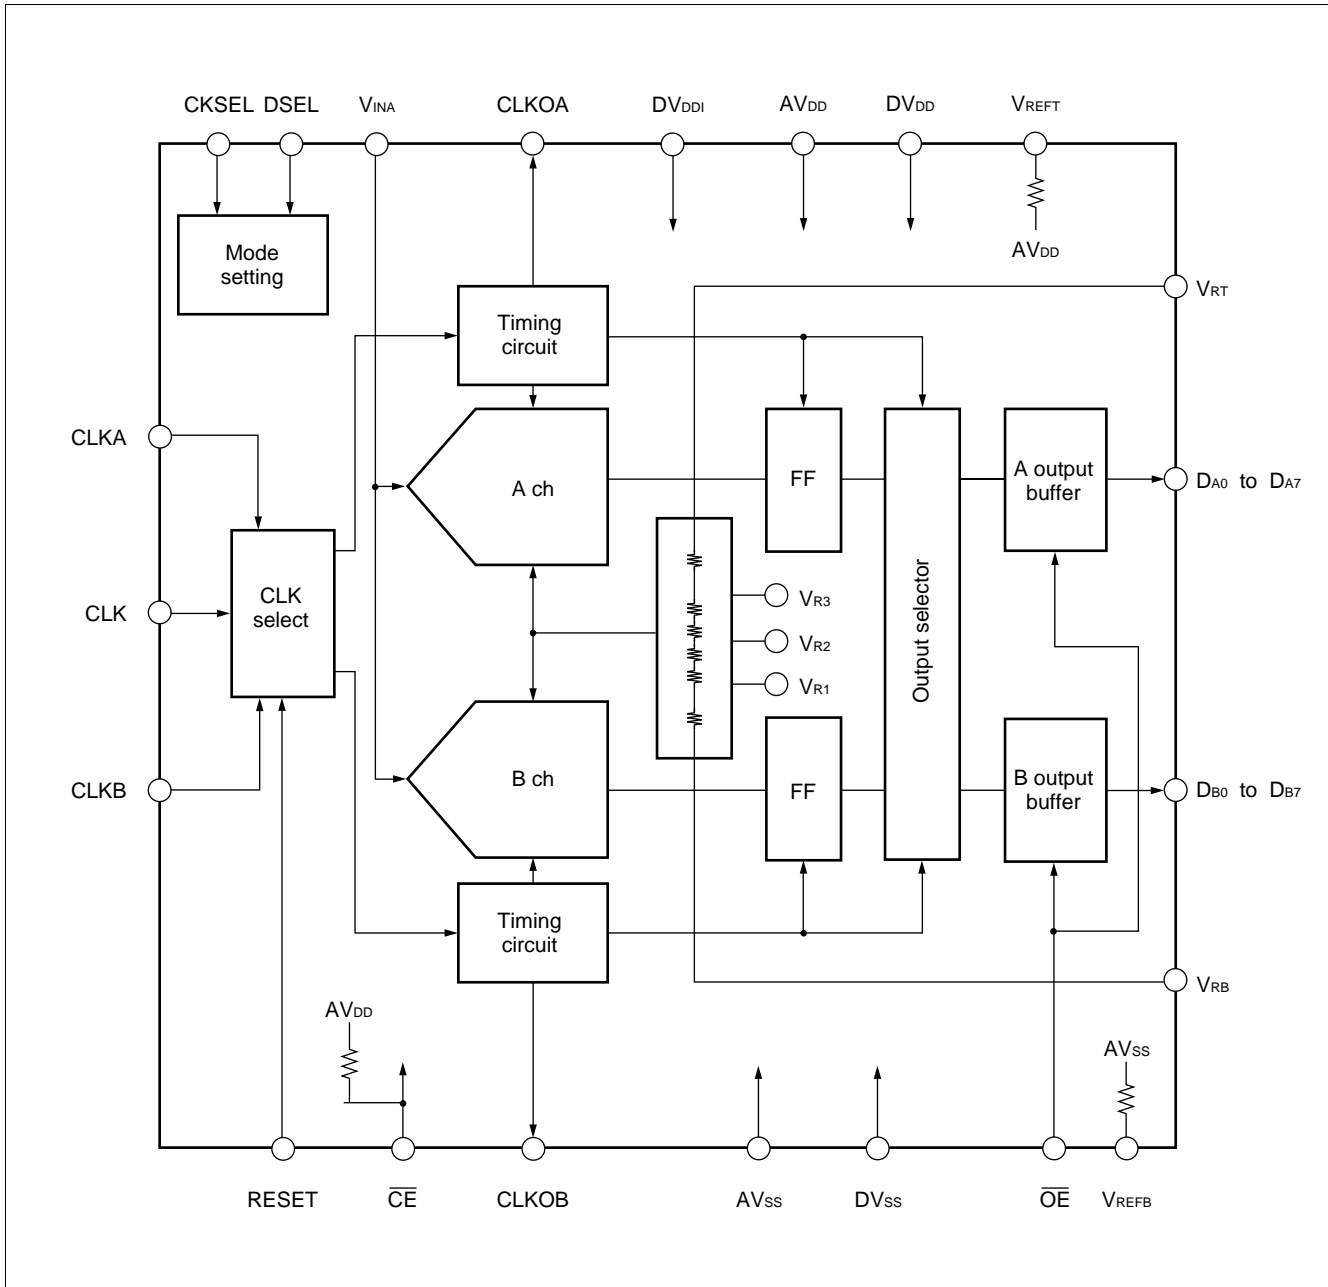 CKSEL DSEL VINA CLKOA DVDDI AVDD DVDD VREFT
Mode
setting
AVDD
VRT
Timing
circuit
CLKA
A ch
FF
A output
buffer
DA0 to DA7
CLK
CLK
select
VR3
VR2
VR1
Output selector
CLKB
B ch
FF
B output
buffer
DB0 to DB7
Timing
circuit
VRB
AVDD
AVSS
RESET CE CLKOB AVSS DVSS OE VREFB